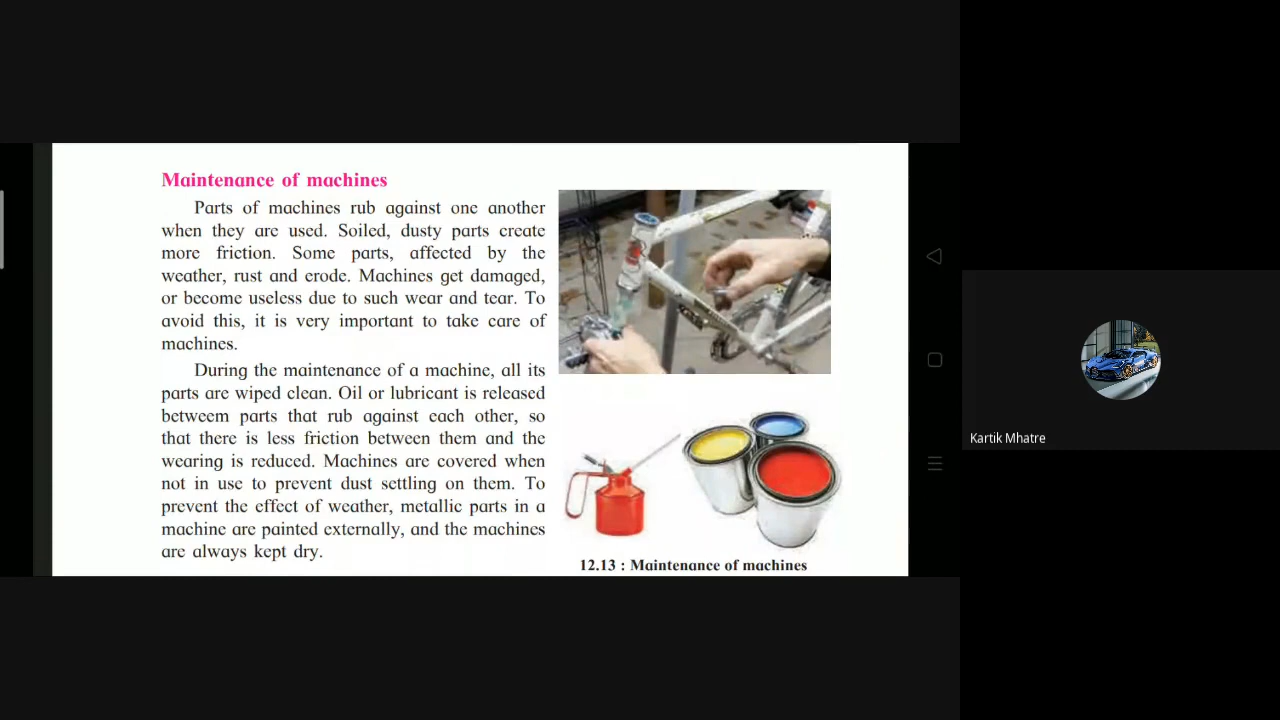 Maintenance of machines
Parts of machines rub against one another
when they are used. Soiled, dusty parts create
more friction. Some parts, affected by the
weather, rust and erode. Machines get damaged,
or become useless due to such wear and tear. To
avoid this, it is very important to take care of
machines.
During the maintenance of a machine, all its
parts are wiped clean. Oil or lubricant is released
betweem parts that rub against each other, so
that there is less friction between them and the
wearing is reduced. Machines are covered when
not in use to prevent dust settling on them. To
prevent the effect of weather, metallic parts in a
machine are painted externally, and the machines
are always kept dry.
12.13 : Maintenance of machines
Kartik Mhatre